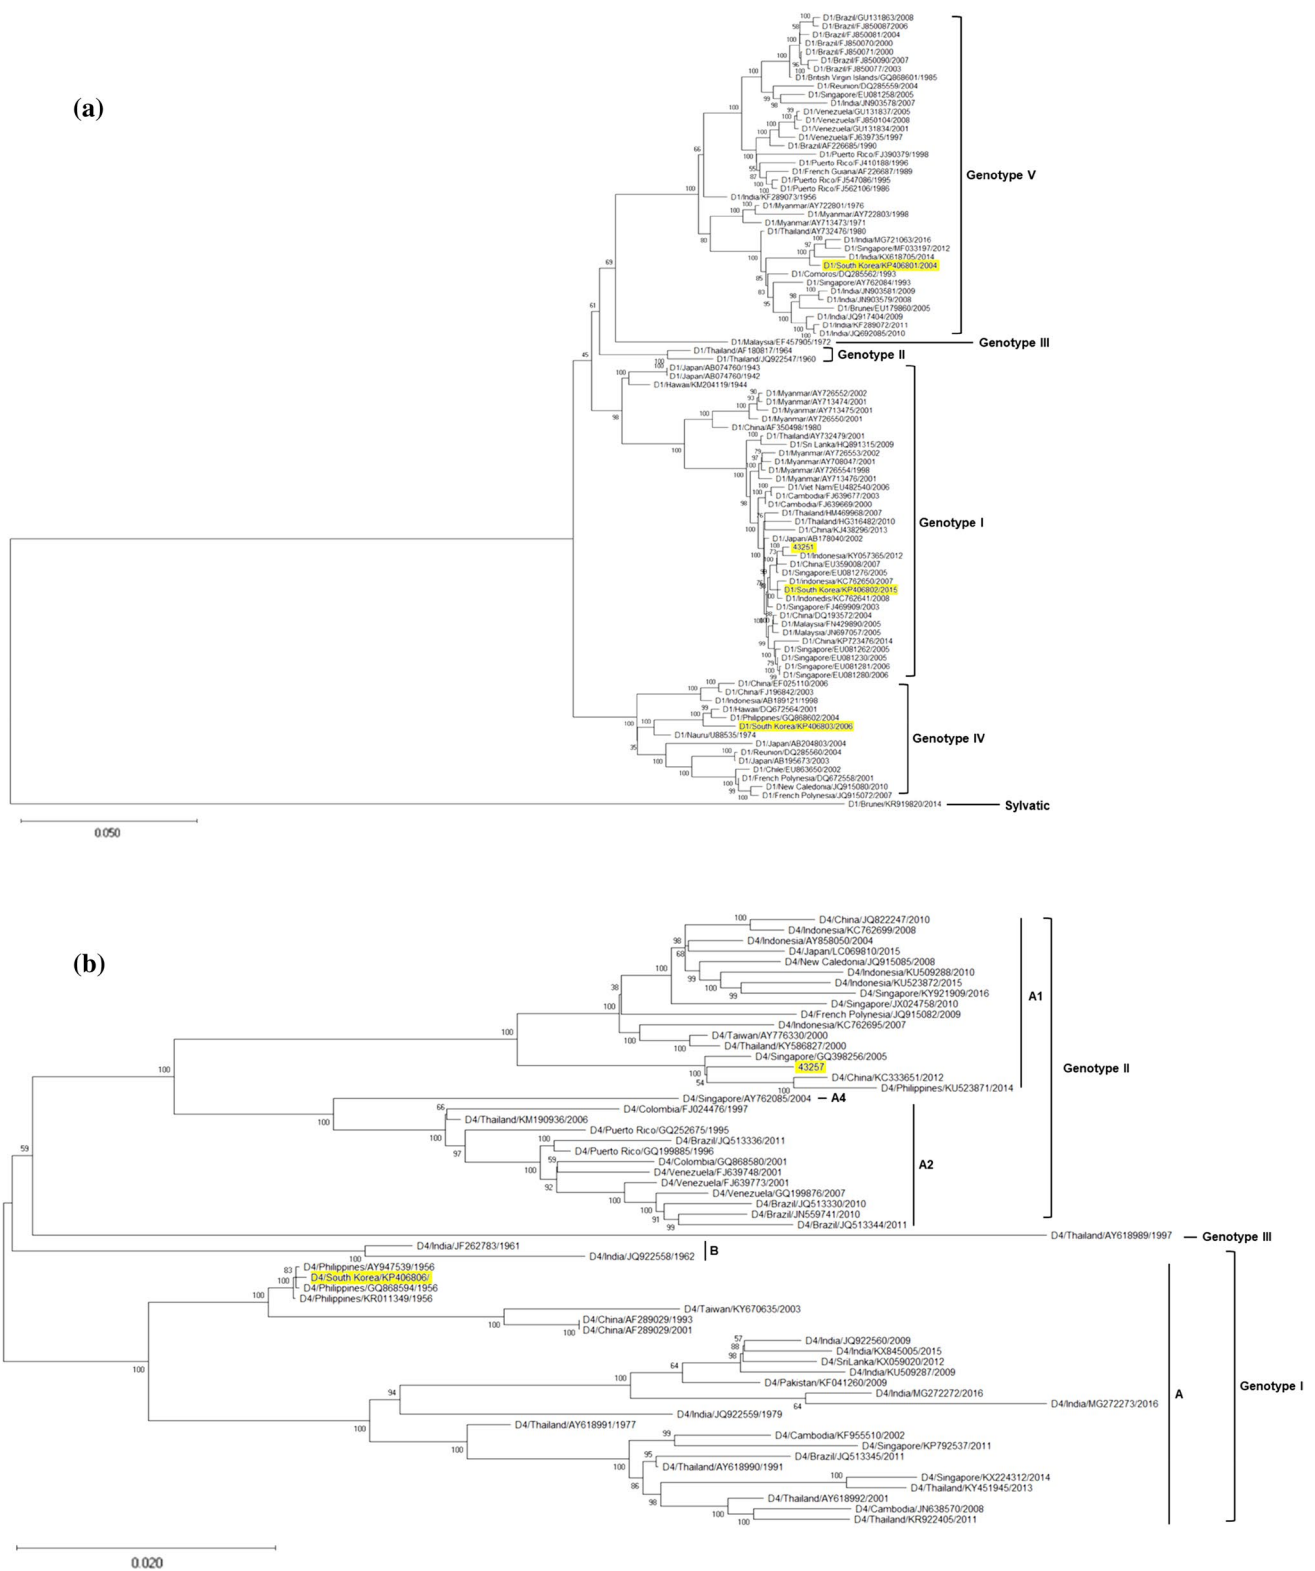 (a)
D1/Brazil/GU131863/2008
D1/Brazil/FJ8500872006
D1/Brazil/FJ850081/2004
D1/Brazil/FJ850070/2000
D1/Brazil/FJ850071/2000
D1/Brazil/FJ850090/2007
D1/Brazil/FJ850077/2003
D1/British Virgin Islands/GQ868601/1985
D1/Reunion/DQ285559/2004
D1/Singapore/EU081258/2005
D1/India/JN903578/2007
D1/Venezuela/GU131837/2005
D1/Venezuela/FJ850104/2008
D1/Venezuela/GU131834/2001
D1/Venezuela/FJ639735/1997
D1/Brazil/AF226685/1990
D1/Puerto Rico/FJ390379/1998
D1/Puerto Rico/FJ410188/1996
D1/French Guiana/AF226687/1989
D1/Puerto Rico/FJ547086/1995
D1/Puerto Rico/FJ562106/1986
Genotype V
D1/India/KF289073/1956
D1/Myanmar/AY722801/1976
D1/Myanmar/AY722803/1998
D1/Myanmar/AY713473/1971
D1/Thailand/AY732476/1980
D1/India/MG721063/2016
D1/Singapore/MF033197/2012
D1/India/KX618705/2014
D1/South Korea/KP406801/2004
D1/Comoros/DQ285562/1993
D1/Singapore/AY762084/1993
D1/India/JN903581/2009
D1/India/JN903579/2008
D1/Brunei/EU179860/2005
D1/India/JQ917404/2009
D1/India/KF289072/2011
D1/India/JQ692085/2010
D1/Malaysia/EF457905/1972
Genotype III
D1/Thailand/AF180817/1964
D1/Thailand/JQ922547/1960
Genotype II
D1/Japan/AB074760/1943
D1/Japan/AB074760/1942
D1/Hawaii/KM204119/1944
D1/Myanmar/AY726552/2002
D1/Myanmar/AY713474/2001
D1/Myanmar/AY713475/2001
D1/Myanmar/AY726550/2001
D1/China/AF350498/1980
D1/Thailand/AY732479/2001
D1/Sri Lanka/HQ891315/2009
D1/Myanmar/AY726553/2002
D1/Myanmar/AY708047/2001
D1/Myanmar/AY726554/1998
D1/Myanmar/AY713476/2001
D1/Viet Nam/EU482540/2006
D1/Cambodia/FJ639677/2003
D1/Cambodia/FJ639669/2000
D1/Thailand/HM469968/2007
D1/Thailand/HG316482/2010
Genotype I
D1/China/KJ438296/2013
D1/Japan/AB178040/2002
43251
D1/Indonesia/KY057365/2012
D1/China/EU359008/2007
D1/Singapore/EU081276/2005
D1/Indonesia/KC762650/2007
D1/South Korea/KP406802/2015
D1/Indonedis/KC762641/2008
D1/Singapore/FJ469909/2003
D1/China/DQ193572/2004
D1/Malaysia/FN429890/2005
D1/Malaysia/JN697057/2005
D1/China/KP723476/2014
D1/Singapore/EU081262/2005
D1/Singapore/EU081230/2005
D1/Singapore/EU081281/2006
D1/Singapore/EU081280/2006
D1/China/EF025110/2006
D1/China/FJ196842/2003
D1/Indonesia/AB189121/1998
D1/Hawaii/DQ672564/2001
D1/Philippines/GQ868602/2004
D1/South Korea/KP406803/2006
D1/Nauru/U88535/1974
Genotype IV
D1/Japan/AB204803/2004
D1/Reunion/DQ285560/2004
D1/Japan/AB195673/2003
D1/Chile/EU863650/2002
D1/French Polynesia/DQ672558/2001
D1/New Caledonia/JQ915080/2010
D1/French Polynesia/JQ915072/2007
D1/Brunei/KR919820/2014
Sylvatic
0.050
(b)
D4/China/JQ822247/2010
D4/Indonesia/KC762699/2008
D4/Indonesia/AY858050/2004
D4/Japan/LC069810/2015
D4/New Caledonia/JQ915085/2008
D4/Indonesia/KU509288/2010
D4/Indonesia/KU523872/2015
D4/Singapore/KY921909/2016
A1
D4/Singapore/JX024758/2010
D4/French Polynesia/JQ915082/2009
D4/Indonesia/KC762695/2007
D4/Taiwan/AY776330/2000
D4/Thailand/KY586827/2000
D4/Singapore/GQ398256/2005
43257
Genotype II
D4/China/KC333651/2012
D4/Philippines/KU523871/2014
D4/Singapore/AY762085/2004
A4
D4/Colombia/FJ024476/1997
D4/Thailand/KM190936/2006
D4/Puerto Rico/GQ252675/1995
D4/Brazil/JQ513336/2011
D4/Puerto Rico/GQ199885/1996
D4/Colombia/GQ868580/2001
A2
D4/Venezuela/FJ639748/2001
D4/Venezuela/FJ639773/2001
D4/Venezuela/GQ199876/2007
D4/Brazil/JQ513330/2010
D4/Brazil/JN559741/2010
D4/Brazil/JQ513344/2011
D4/Thailand/AY618989/1997
Genotype III
D4/India/JF262783/1961
B
D4/India/JQ922558/1962
D4/Philippines/AY947539/1956
D4/South Korea/KP406806/
D4/Philippines/GQ868594/1956
D4/Philippines/KR011349/1956
D4/Taiwan/KY670635/2003
D4/China/AF289029/1993
D4/China/AF289029/2001
D4/India/JQ922560/2009
D4/India/KX845005/2015
D4/SriLanka/KX059020/2012
D4/India/KU509287/2009
D4/Pakistan/KF041260/2009
Genotype I
D4/India/MG272272/2016
A
D4/India/MG272273/2016
D4/India/JQ922559/1979
D4/Thailand/AY618991/1977
D4/Cambodia/KF955510/2002
D4/Singapore/KP792537/2011
D4/Brazil/JQ513345/2011
D4/Thailand/AY618990/1991
D4/Singapore/KX224312/2014
D4/Thailand/KY451945/2013
D4/Thailand/AY618992/2001
D4/Cambodia/JN638570/2008
D4/Thailand/KR922405/2011
0.020